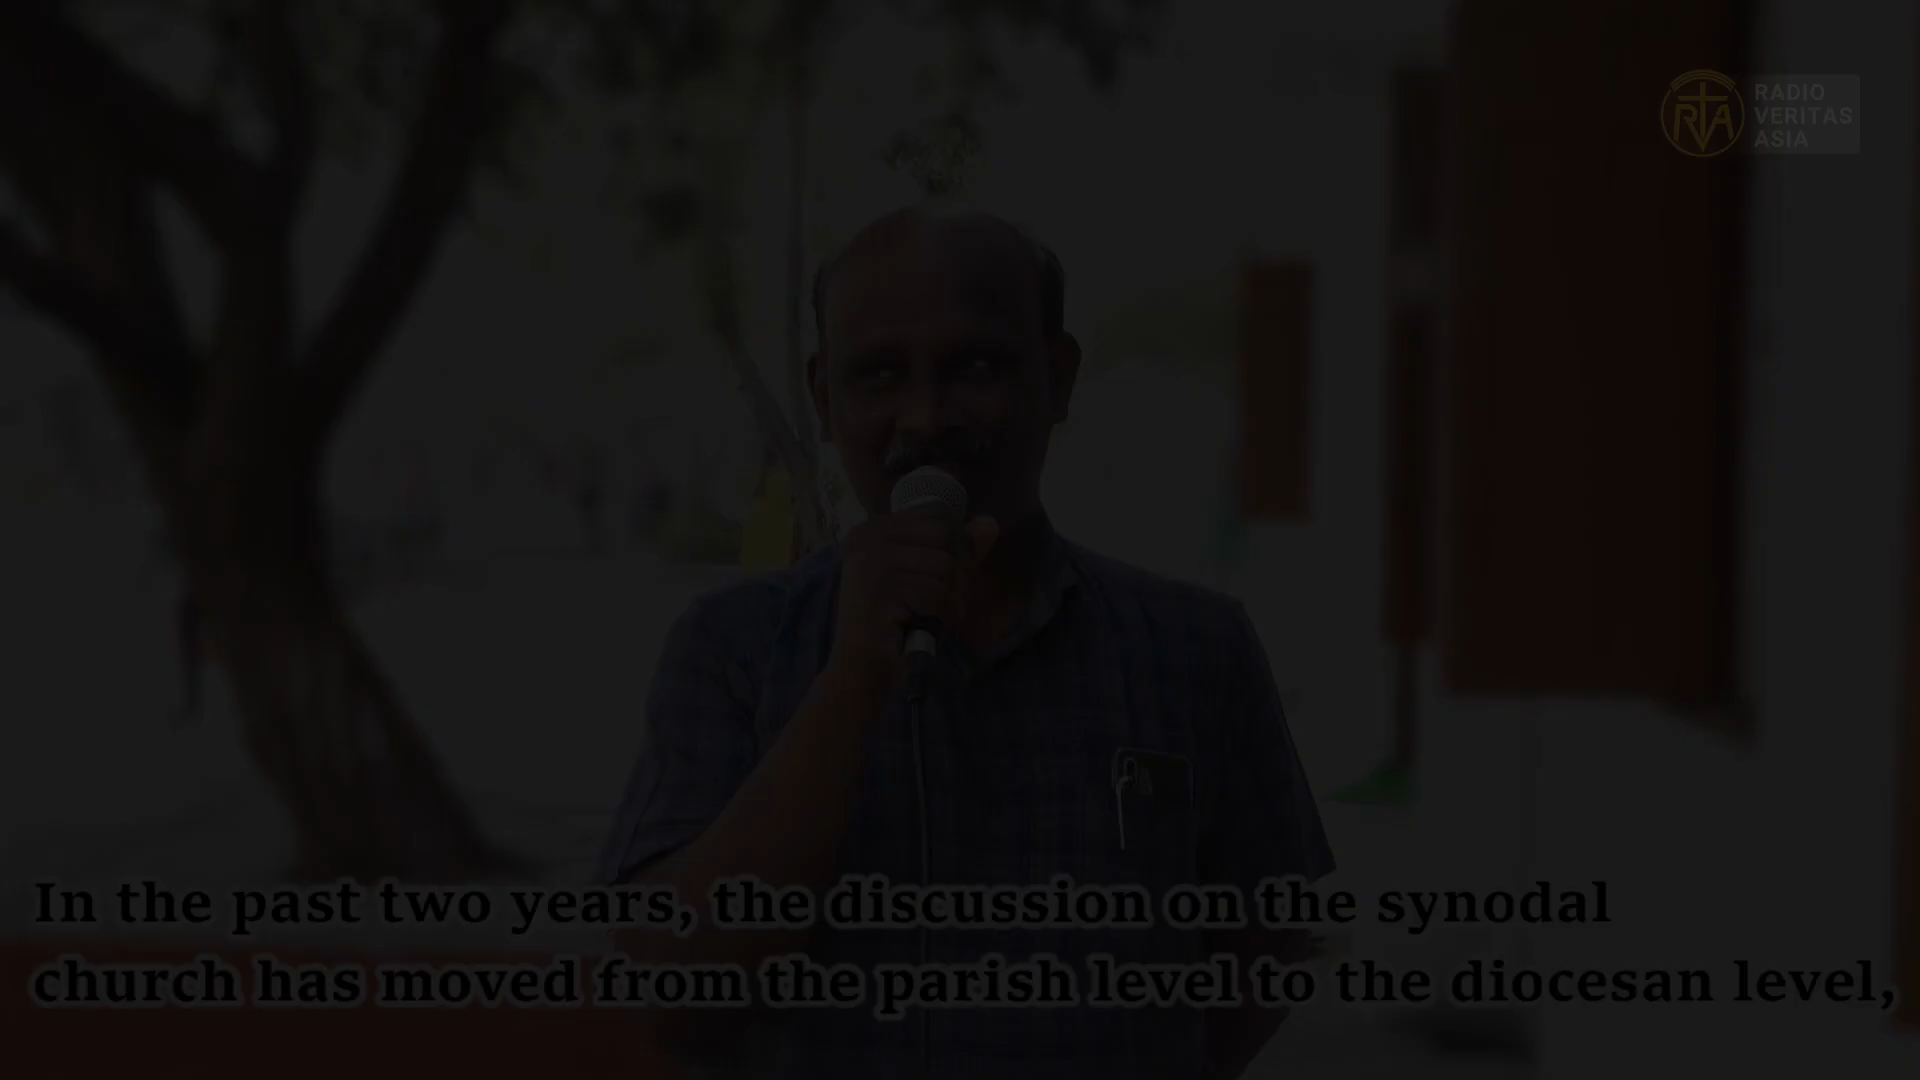 RADIO
VERITAS
ASIA
In the past two years, the discussion on the synodal
church has moved from the parish level to the diocesan level,